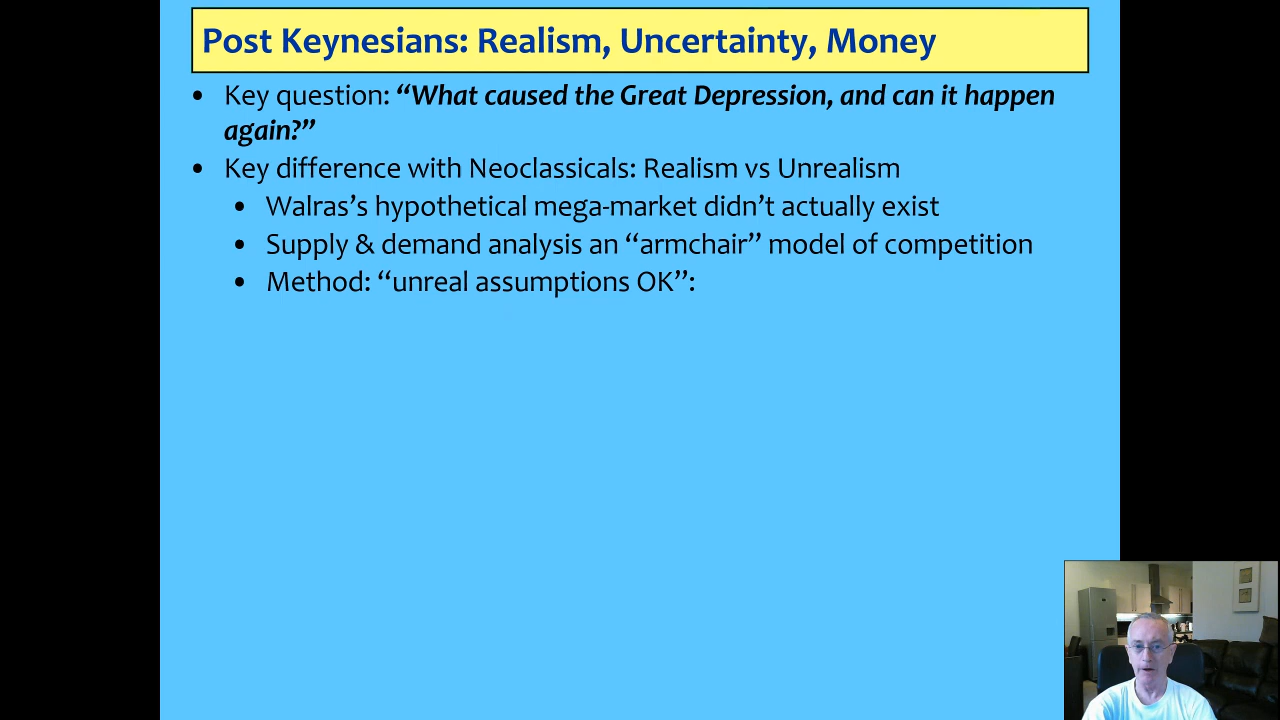 Post Keynesians: Realism, Uncertainty, Money
• Key question: “What caused the Great Depression, and can it happen
again?”
• Key difference with Neoclassicals: Realism vs Unrealism
• Walras’s hypothetical mega-market didn’t actually exist
• Supply & demand analysis an “armchair” model of competition
• Method: “unreal assumptions OK”: